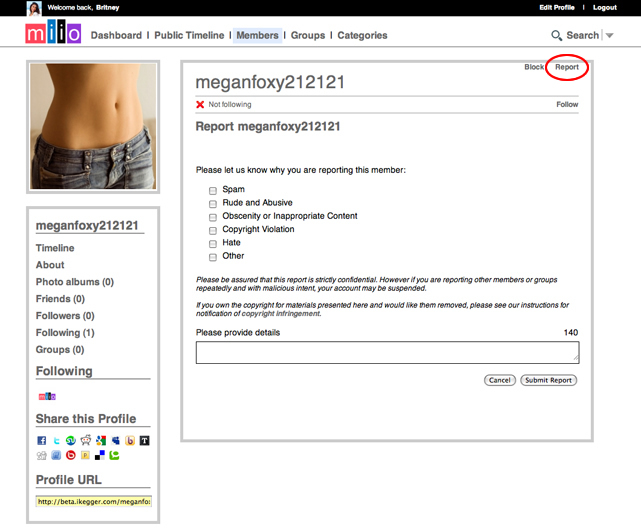 Welcome back, Britney
Edit Profile | Logout
miio
Dashboard | Public Timeline | Members | Groups | Categories
Search
Block
Report
meganfoxy212121
Not following
Follow
Report meganfoxy212121
Please let us know why you are reporting this member:
Spam
Rude and Abusive
Obscenity or Inappropriate Content
Copyright Violation
Hate
Other
Please be assured that this report is strictly confidential. However if you are reporting other members or groups
repeatedly and with malicious intent, your account may be suspended.
If you own the copyright for materials presented here and would like them removed, please see our instructions for
notification of copyright infringement.
Please provide details
140
Cancel
Submit Report
meganfoxy212121
Timeline
About
Photo albums (0)
Friends (0)
Followers (0)
Following (1)
Groups (0)
Following
miio
Share this Profile
Profile URL
http://beta.ikegger.com/meganfox